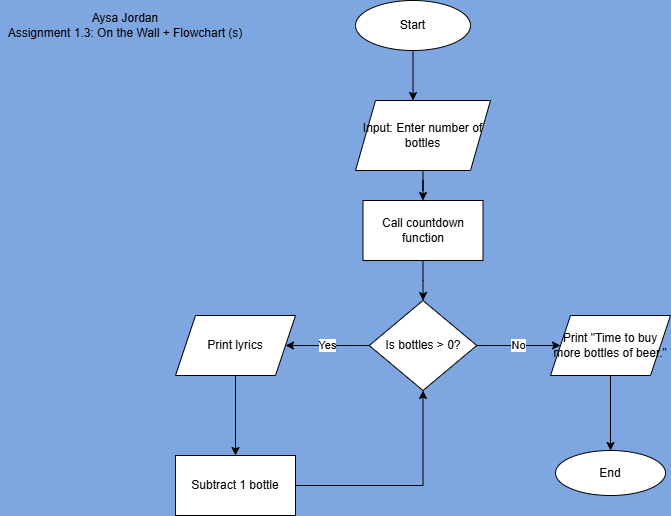 Aysa Jordan
Assignment 1.3: On the Wall + Flowchart (s)
Start
Input: Enter number of
bottles
Call countdown
function
Print lyrics
Yes
Is bottles > 0?
No
Print "Time to buy
more bottles of beer."
Subtract 1 bottle
End